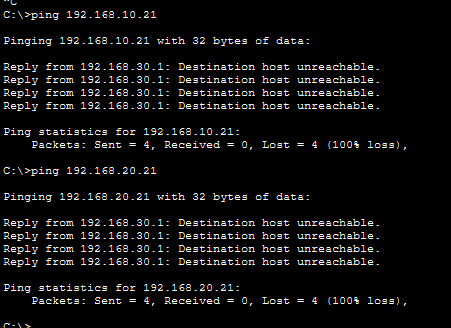 ^C
C:\>ping 192.168.10.21
Pinging 192.168.10.21 with 32 bytes of data:
Reply from 192.168.30.1: Destination host unreachable.
Reply from 192.168.30.1: Destination host unreachable.
Reply from 192.168.30.1: Destination host unreachable.
Reply from 192.168.30.1: Destination host unreachable.
Ping statistics for 192.168.10.21:
    Packets: Sent = 4, Received = 0, Lost = 4 (100% loss),
C:\>ping 192.168.20.21
Pinging 192.168.20.21 with 32 bytes of data:
Reply from 192.168.30.1: Destination host unreachable.
Reply from 192.168.30.1: Destination host unreachable.
Reply from 192.168.30.1: Destination host unreachable.
Reply from 192.168.30.1: Destination host unreachable.
Ping statistics for 192.168.20.21:
    Packets: Sent = 4, Received = 0, Lost = 4 (100% loss),
C:\>